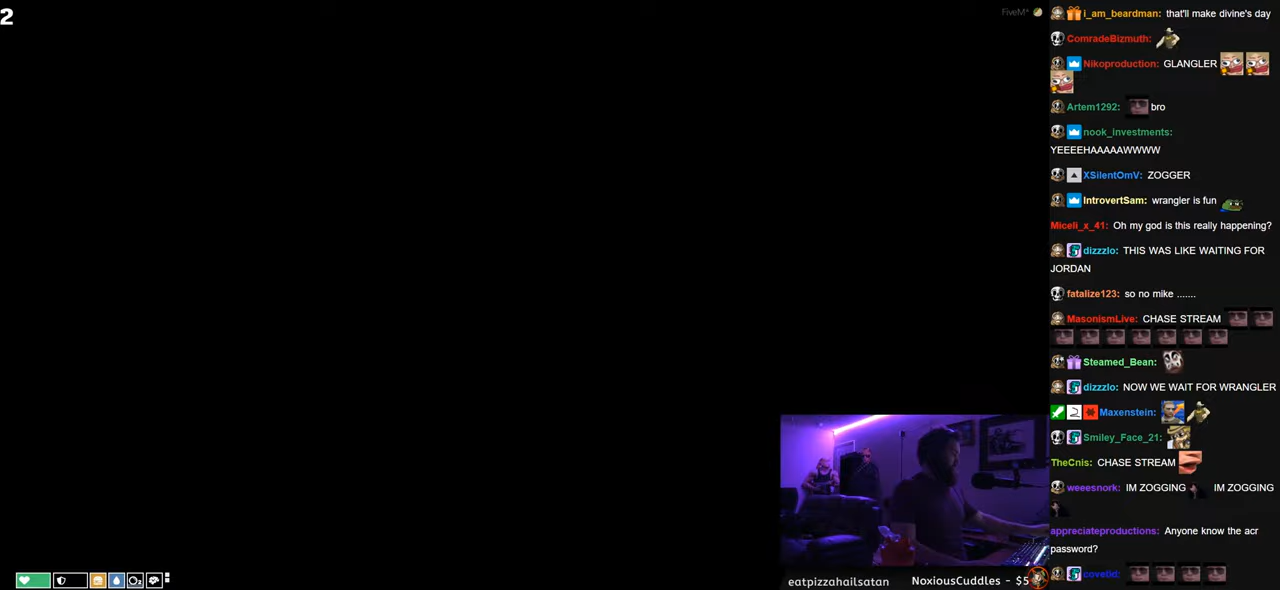 2
FiveM*
i_am_beardman: that'll make divine's day
ComradeBizmuth:
Nikoproduction: GLANGLER
Artem1292: bro
nook_investments:
YEEEEHAAAAAWWWW
XSilentOmV: ZOGGER
IntrovertSam: wrangler is fun
Miceli_x_41: Oh my god is this really happening?
dizzzlo: THIS WAS LIKE WAITING FOR
JORDAN
fatalize123: so no mike .......
MasonismLive: CHASE STREAM
Steamed_Bean:
dizzzlo: NOW WE WAIT FOR WRANGLER
Maxenstein:
Smiley_Face_21:
TheCnis: CHASE STREAM
weeesnork: IM ZOGGING IM ZOGGING
appreciateproductions: Anyone know the acr
password?
covelid:
eatpizzahailsatan NoxiousCuddles - $5
O₂